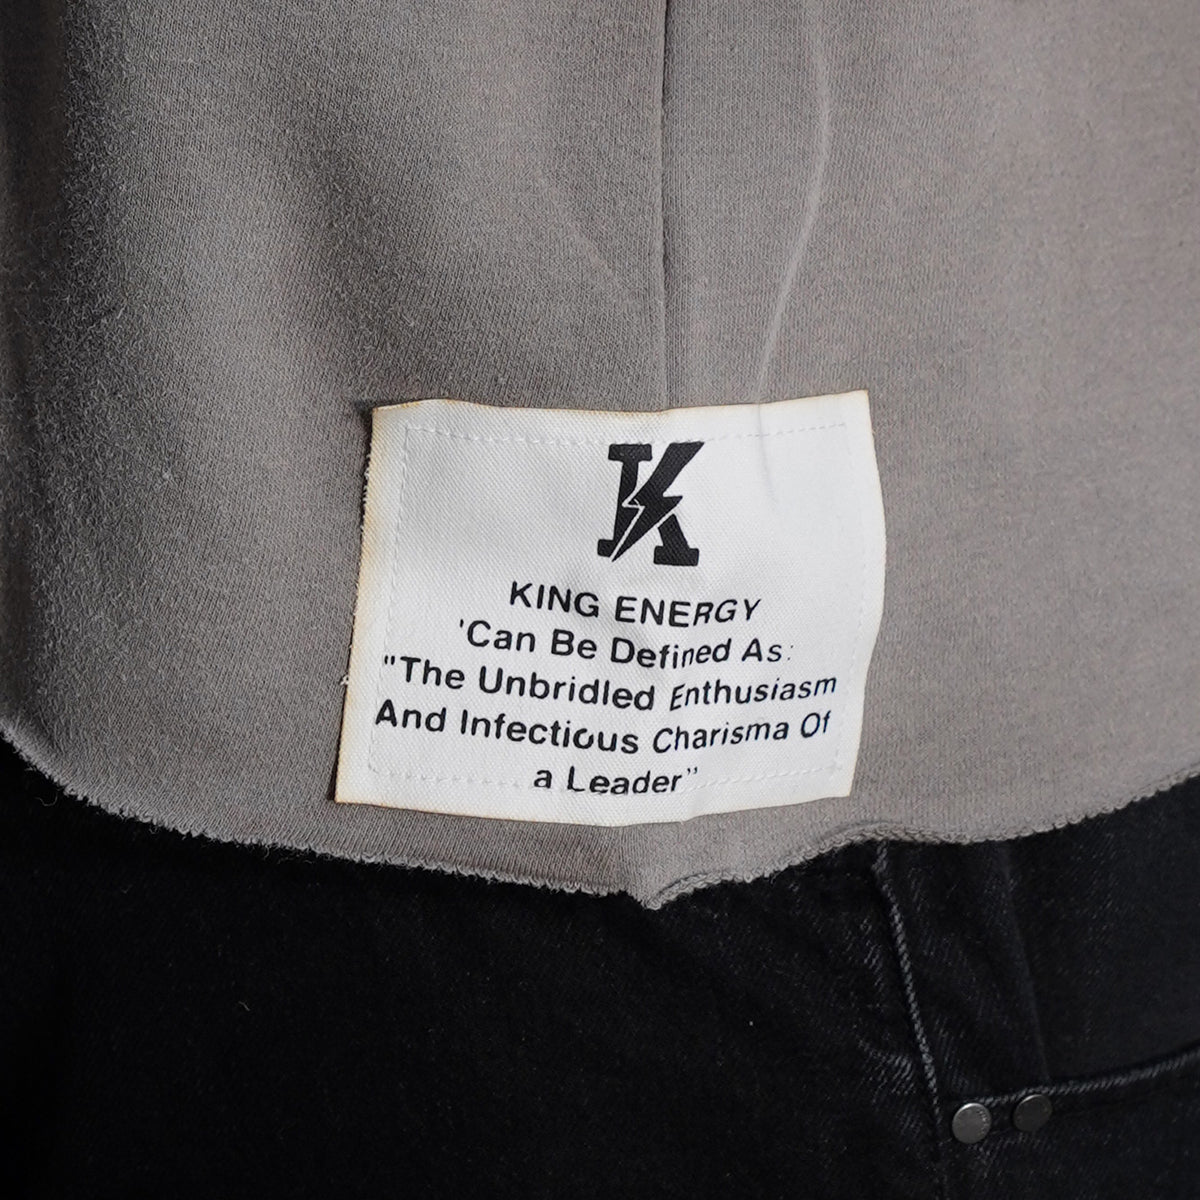 K
KING ENERGY
'Can Be Defined As:
"The Unbridled Enthusiasm
And Infectious Charisma Of
a Leader"